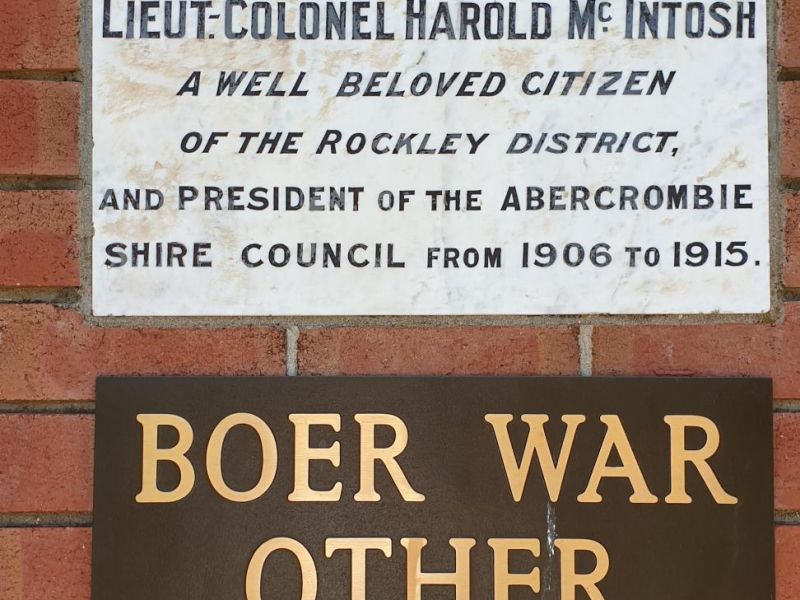 LIEUT.-COLONEL HAROLD Mc INTOSH
A WELL BELOVED CITIZEN
OF THE ROCKLEY DISTRICT,
AND PRESIDENT OF THE ABERCROMBIE
SHIRE COUNCIL FROM 1906 TO 1915.
BOER WAR
OTHER